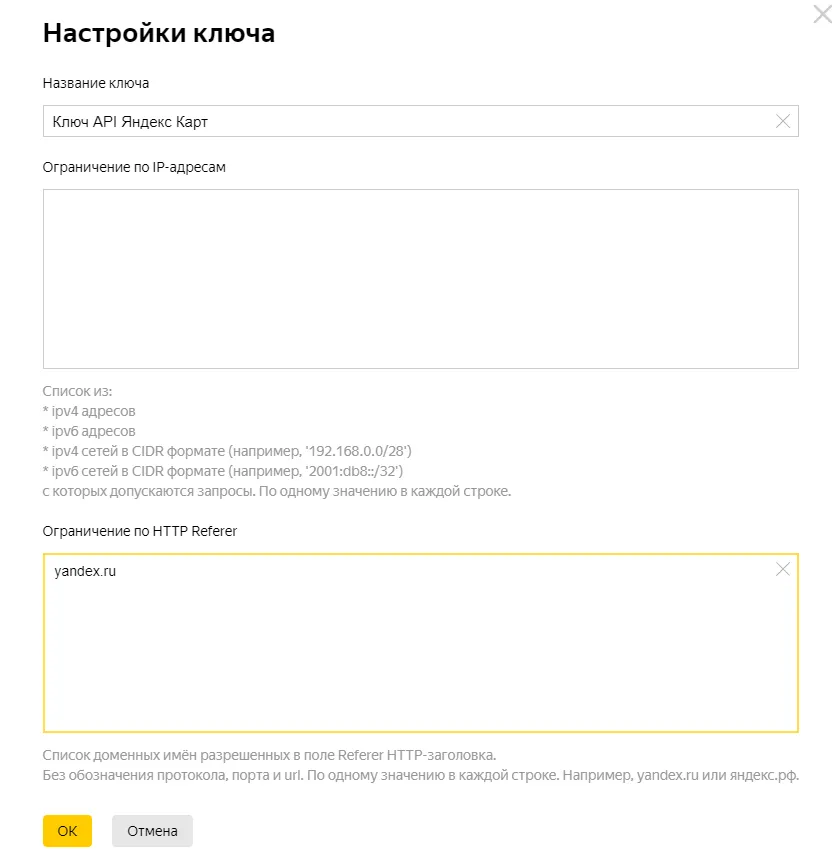 Настройки ключа
Название ключа
Ключ API Яндекс Карт
Ограничение по IP-адресам
Список из:
* ipv4 адресов
* ipv6 адресов
* ipv4 сетей в CIDR формате (например, '192.168.0.0/28')
* ipv6 сетей в CIDR формате (например, '2001:db8::/32')
с которых допускаются запросы. По одному значению в каждой строке.
Ограничение по HTTP Referer
yandex.ru
Список доменных имён разрешенных в поле Referer HTTP-заголовка.
Без обозначения протокола, порта и url. По одному значению в каждой строке. Например, yandex.ru или яндекс.рф.
ОК Отмена